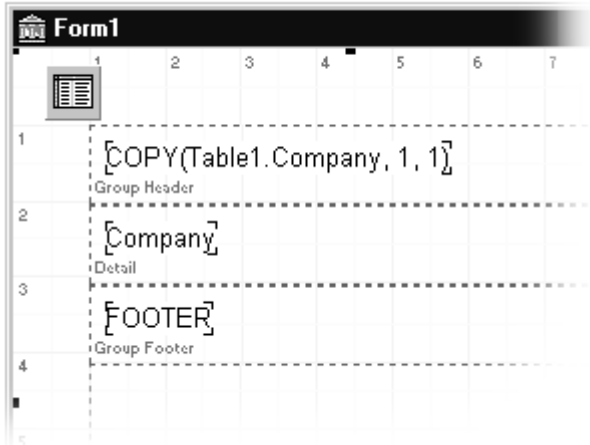 Form1
1 2 3 4 5 6 7
1
COPY(Table1.Company, 1, 1)
Group Header
2
Company
Detail
3
FOOTER
Group Footer
4
5